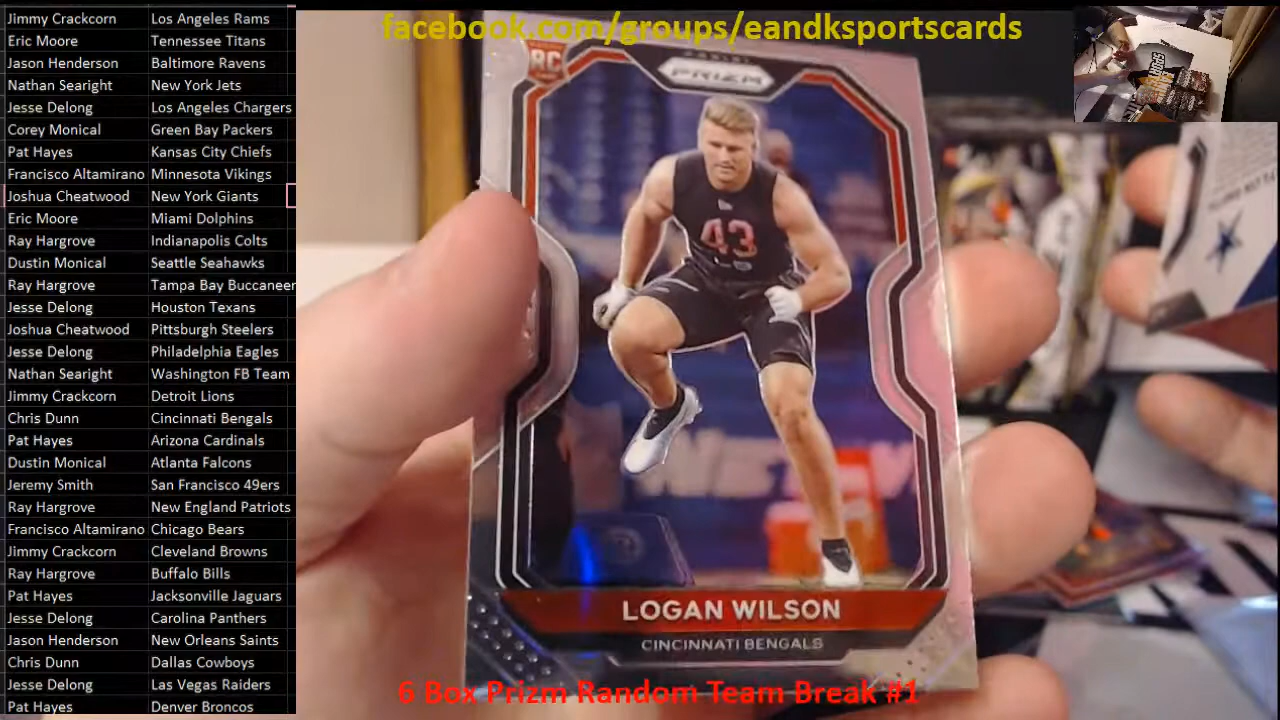 Jimmy Crackcorn Los Angeles Rams
Eric Moore Tennessee Titans
Jason Henderson Baltimore Ravens
Nathan Searight New York Jets
Jesse Delong Los Angeles Chargers
Corey Monical Green Bay Packers
Pat Hayes Kansas City Chiefs
Francisco Altamirano Minnesota Vikings
Joshua Cheatwood New York Giants
Eric Moore Miami Dolphins
Ray Hargrove Indianapolis Colts
Dustin Monical Seattle Seahawks
Ray Hargrove Tampa Bay Buccaneer
Jesse Delong Houston Texans
Joshua Cheatwood Pittsburgh Steelers
Jesse Delong Philadelphia Eagles
Nathan Searight Washington FB Team
Jimmy Crackcorn Detroit Lions
Chris Dunn Cincinnati Bengals
Pat Hayes Arizona Cardinals
Dustin Monical Atlanta Falcons
Jeremy Smith San Francisco 49ers
Ray Hargrove New England Patriots
Francisco Altamirano Chicago Bears
Jimmy Crackcorn Cleveland Browns
Ray Hargrove Buffalo Bills
Pat Hayes Jacksonville Jaguars
Jesse Delong Carolina Panthers
Jason Henderson New Orleans Saints
Chris Dunn Dallas Cowboys
Jesse Delong Las Vegas Raiders
Pat Hayes Denver Broncos
facebook.com/groups/eandksportscards
RC
PANINI
PRIZM
43
LOGAN WILSON
CINCINNATI BENGALS
6 Box Prizm Random Team Break #1